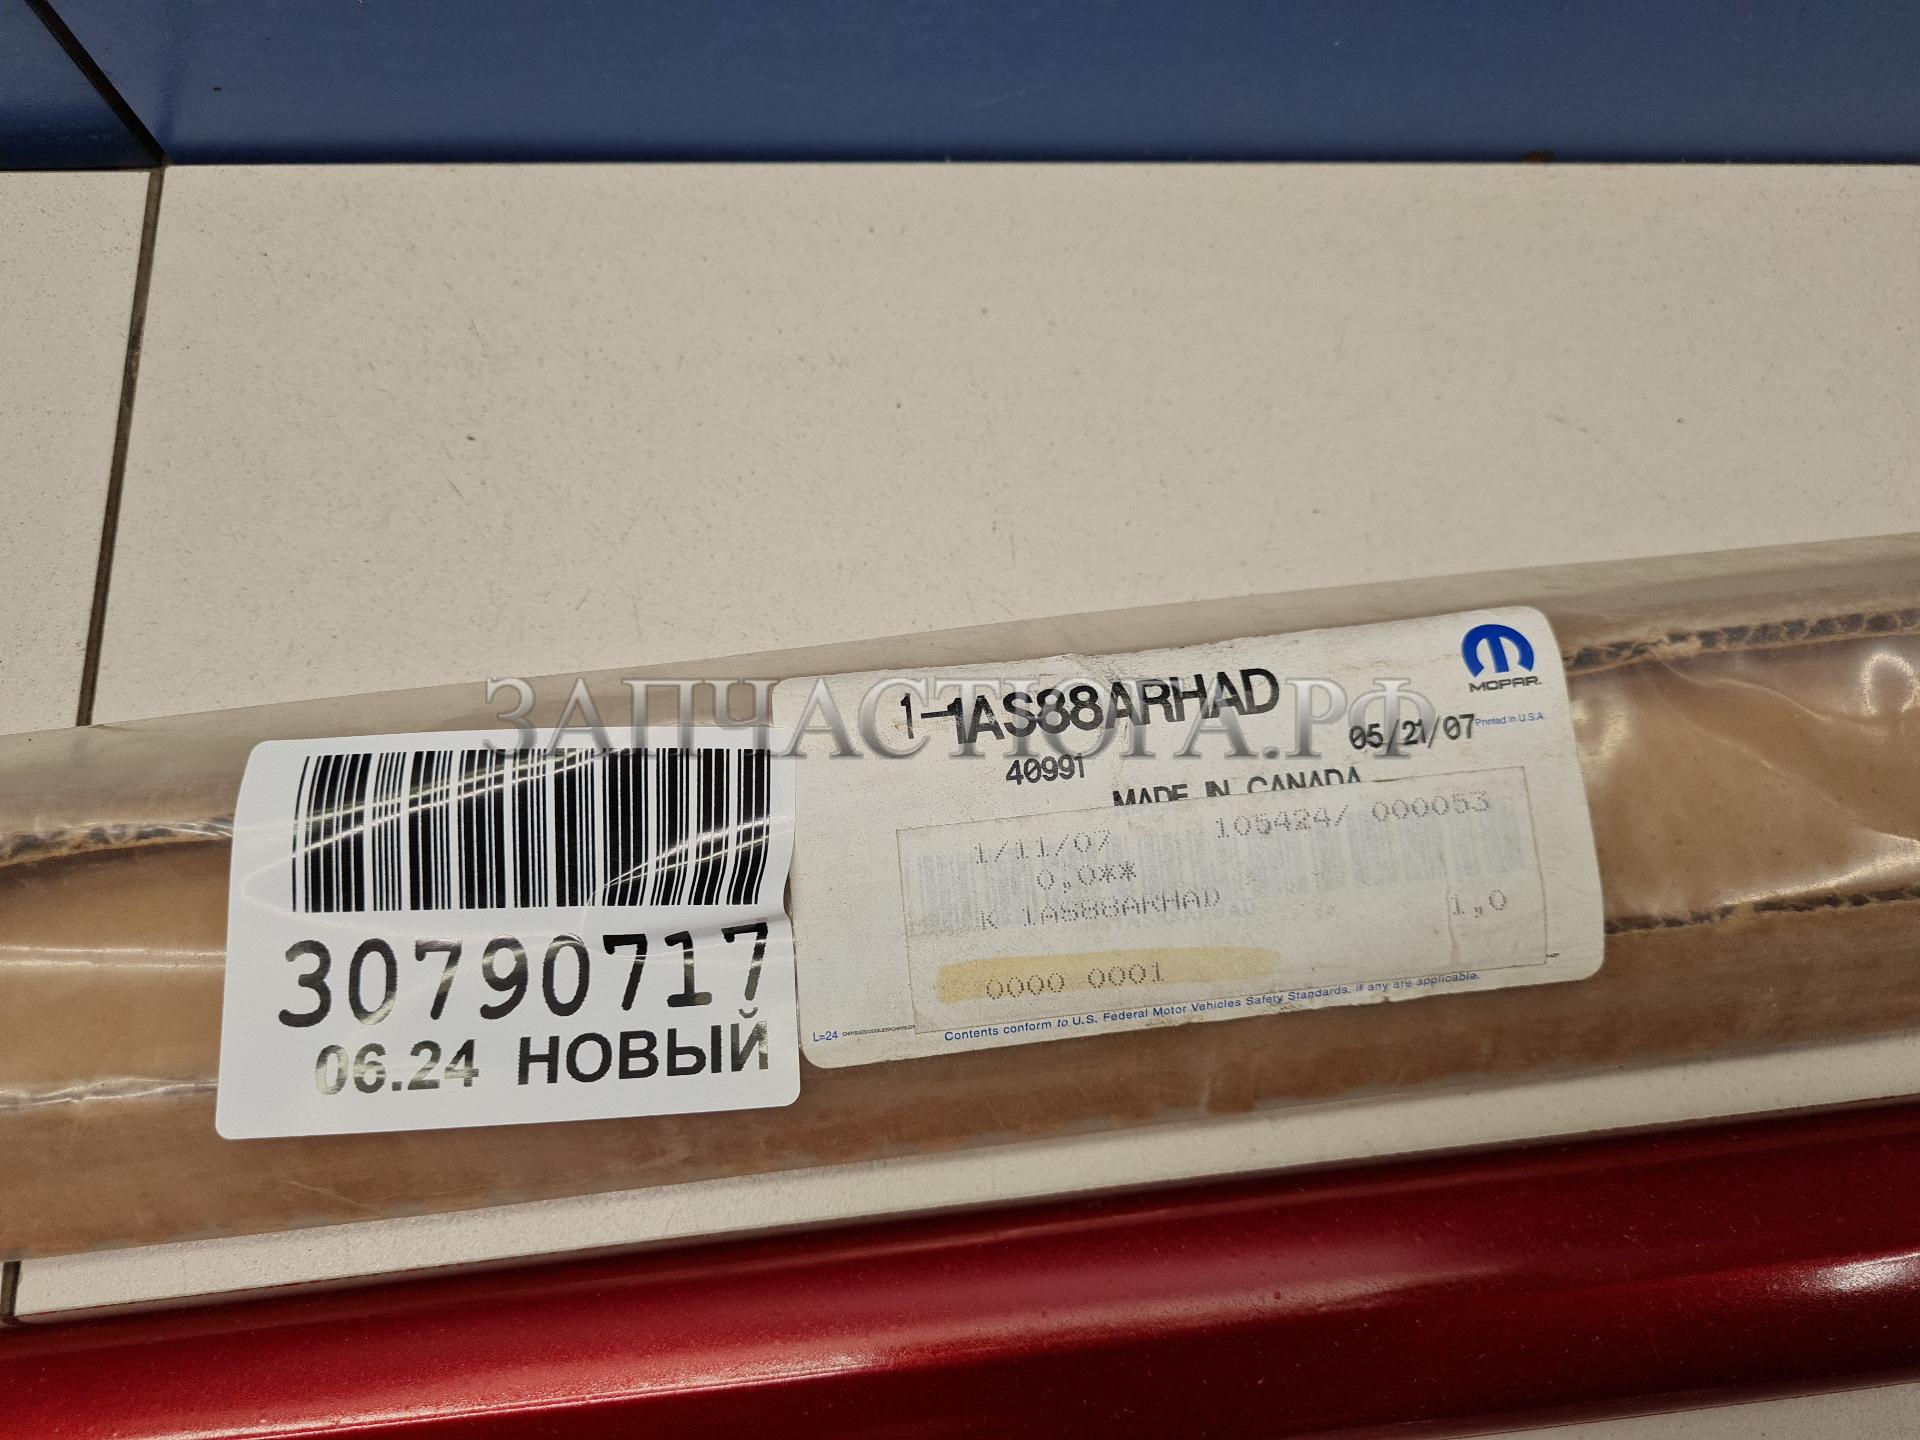 ЗАПЧАСТЮГА.РФ
30790717
06.24 НОВЫЙ
1-1AS88ARHAD
40991
MOPAR.
05/21/07 Printed in U.S.A
MADE IN CANADA
1/11/07 105424/ 000053
0,0**
K 1AS88ARHAD 1,0
0000 0001
L=24
Contents conform to U.S. Federal Motor Vehicles Safety Standards, if any are applicable.